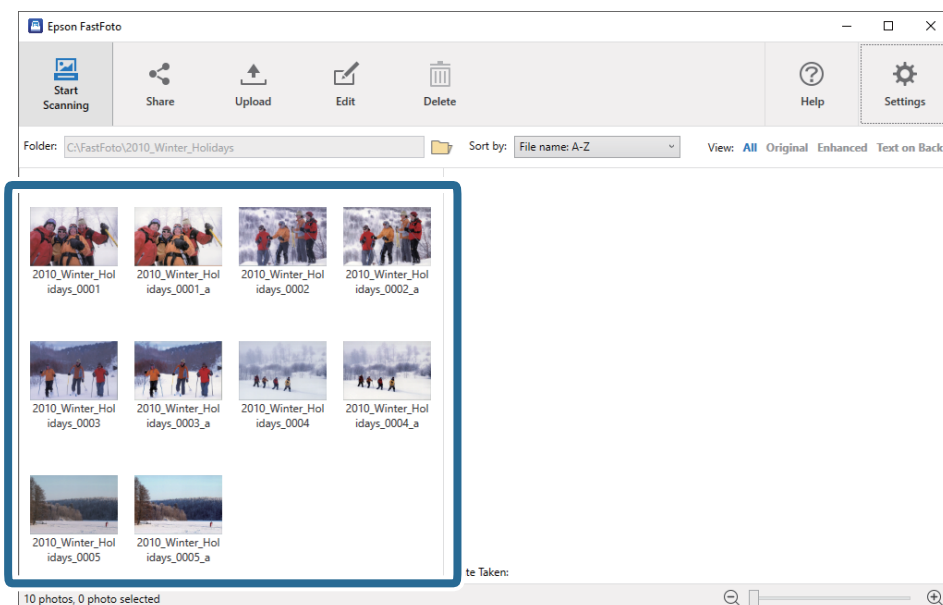 Epson FastFoto
Start
Scanning
Share
Upload
Edit
Delete
Help
Settings
Folder: C:\FastFoto\2010_Winter_Holidays
Sort by: File name: A-Z
View: All Original Enhanced Text on Back
2010_Winter_Hol
idays_0001
2010_Winter_Hol
idays_0001_a
2010_Winter_Hol
idays_0002
2010_Winter_Hol
idays_0002_a
2010_Winter_Hol
idays_0003
2010_Winter_Hol
idays_0003_a
2010_Winter_Hol
idays_0004
2010_Winter_Hol
idays_0004_a
2010_Winter_Hol
idays_0005
2010_Winter_Hol
idays_0005_a
te Taken:
10 photos, 0 photo selected